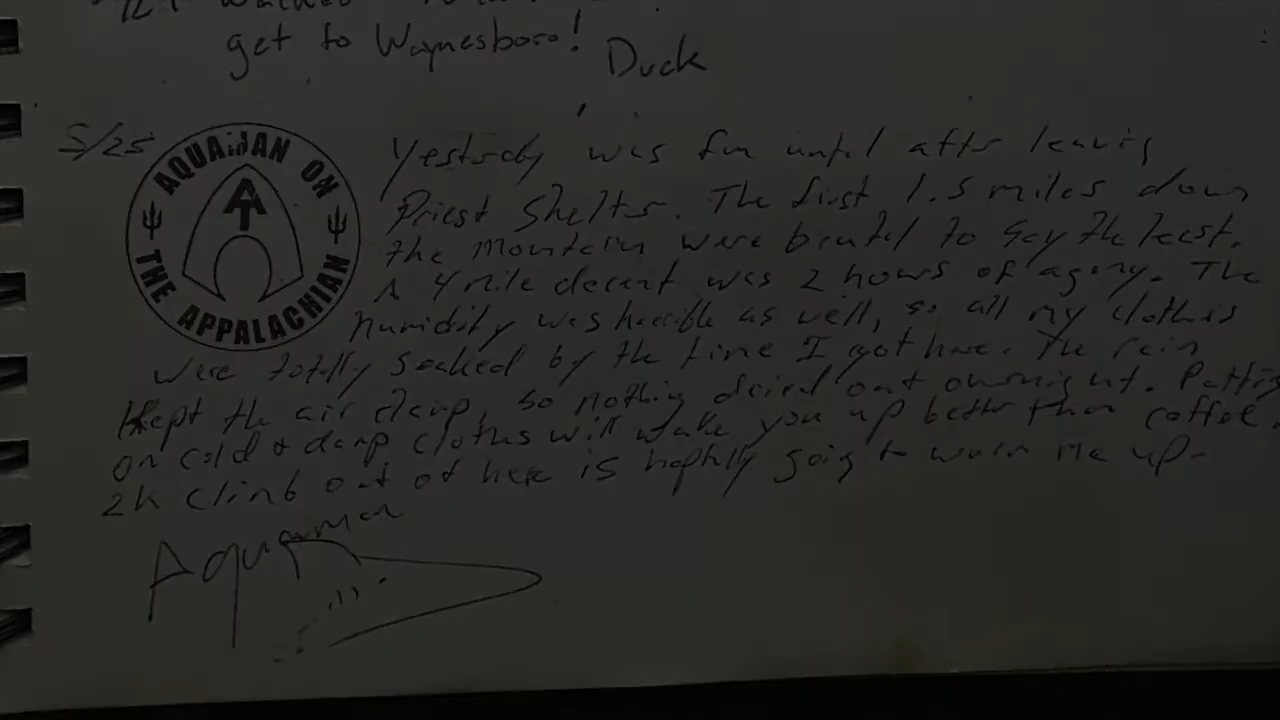 get to Waynesboro!
Duck
5/25
AQUAMAN ON
THE APPALACHIAN
Yesterday was fun until after leaving
Priest Shelter. The first 1.5 miles down
the mountain were brutal to say the least.
A 4 mile decent was 2 hours of agony. The
humidity was horrible as well, so all my clothes
were totally soaked by the time I got here. The rain
kept the air damp, so nothing dried out overnight. Putting
on cold & damp clothes will wake you up better than coffee.
2k climb out of here is hopfully going to warm me up.
Aquaman